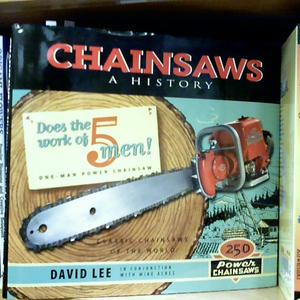 CHAINSAWS
A HISTORY
Does the
work of
5
men!
ONE-MAN POWER CHAINSAW
CLASSIC CHAINSAWS
OF THE WORLD
250
Power
CHAINSAWS
DAVID LEE
IN CONJUNCTION
WITH MIKE ACRES